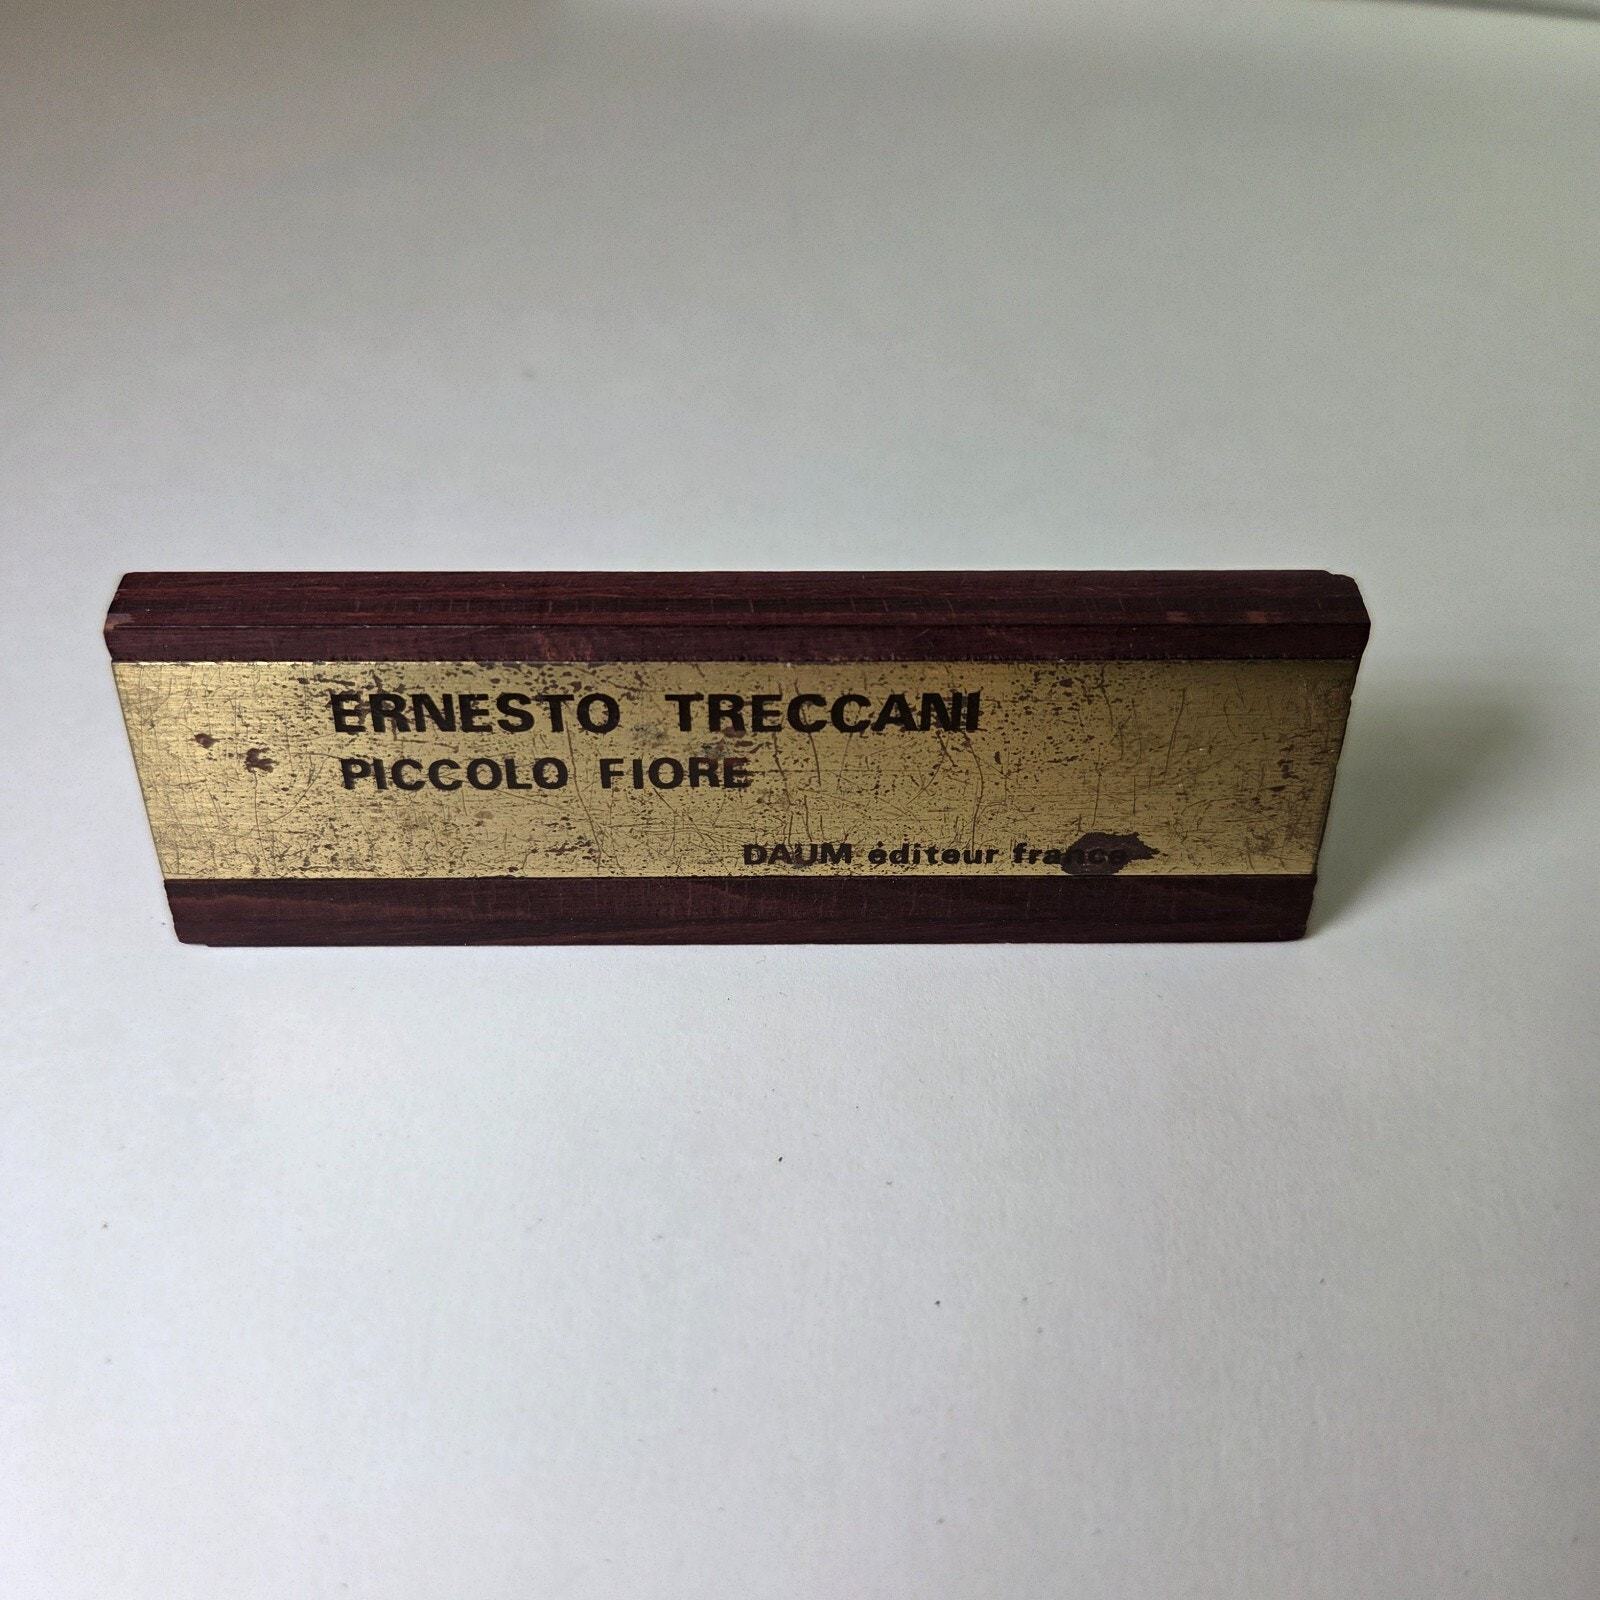 ERNESTO TRECCANI
PICCOLO FIORE
DAUM éditeur france